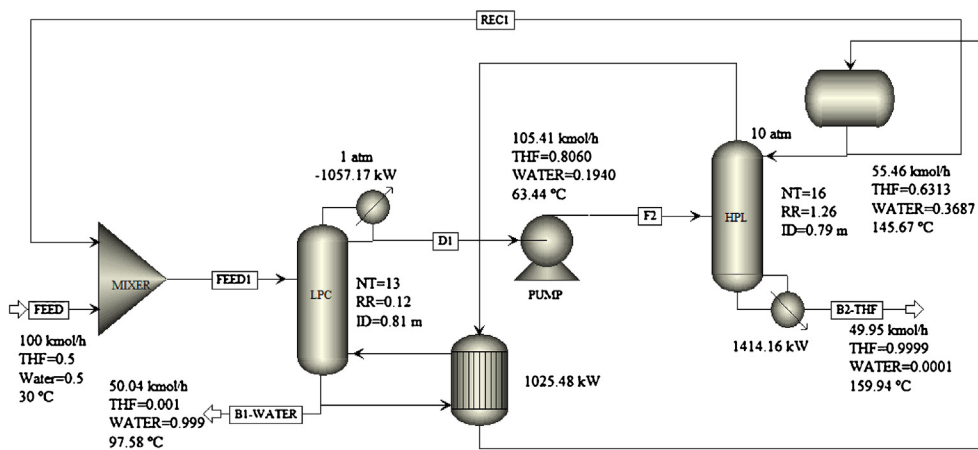 REC1
1 atm
-1057.17 kW
105.41 kmol/h
THF=0.8060
WATER=0.1940
63.44 ºC
10 atm
55.46 kmol/h
THF=0.6313
WATER=0.3687
145.67 ºC
NT=16
RR=1.26
ID=0.79 m
HPL
F2
D1
PUMP
MIXER
FEED1
LPC
NT=13
RR=0.12
ID=0.81 m
FEED
100 kmol/h
THF=0.5
Water=0.5
30 ºC
50.04 kmol/h
THF=0.001
WATER=0.999
97.58 ºC
B1-WATER
1025.48 kW
1414.16 kW
B2-THF
49.95 kmol/h
THF=0.9999
WATER=0.0001
159.94 ºC